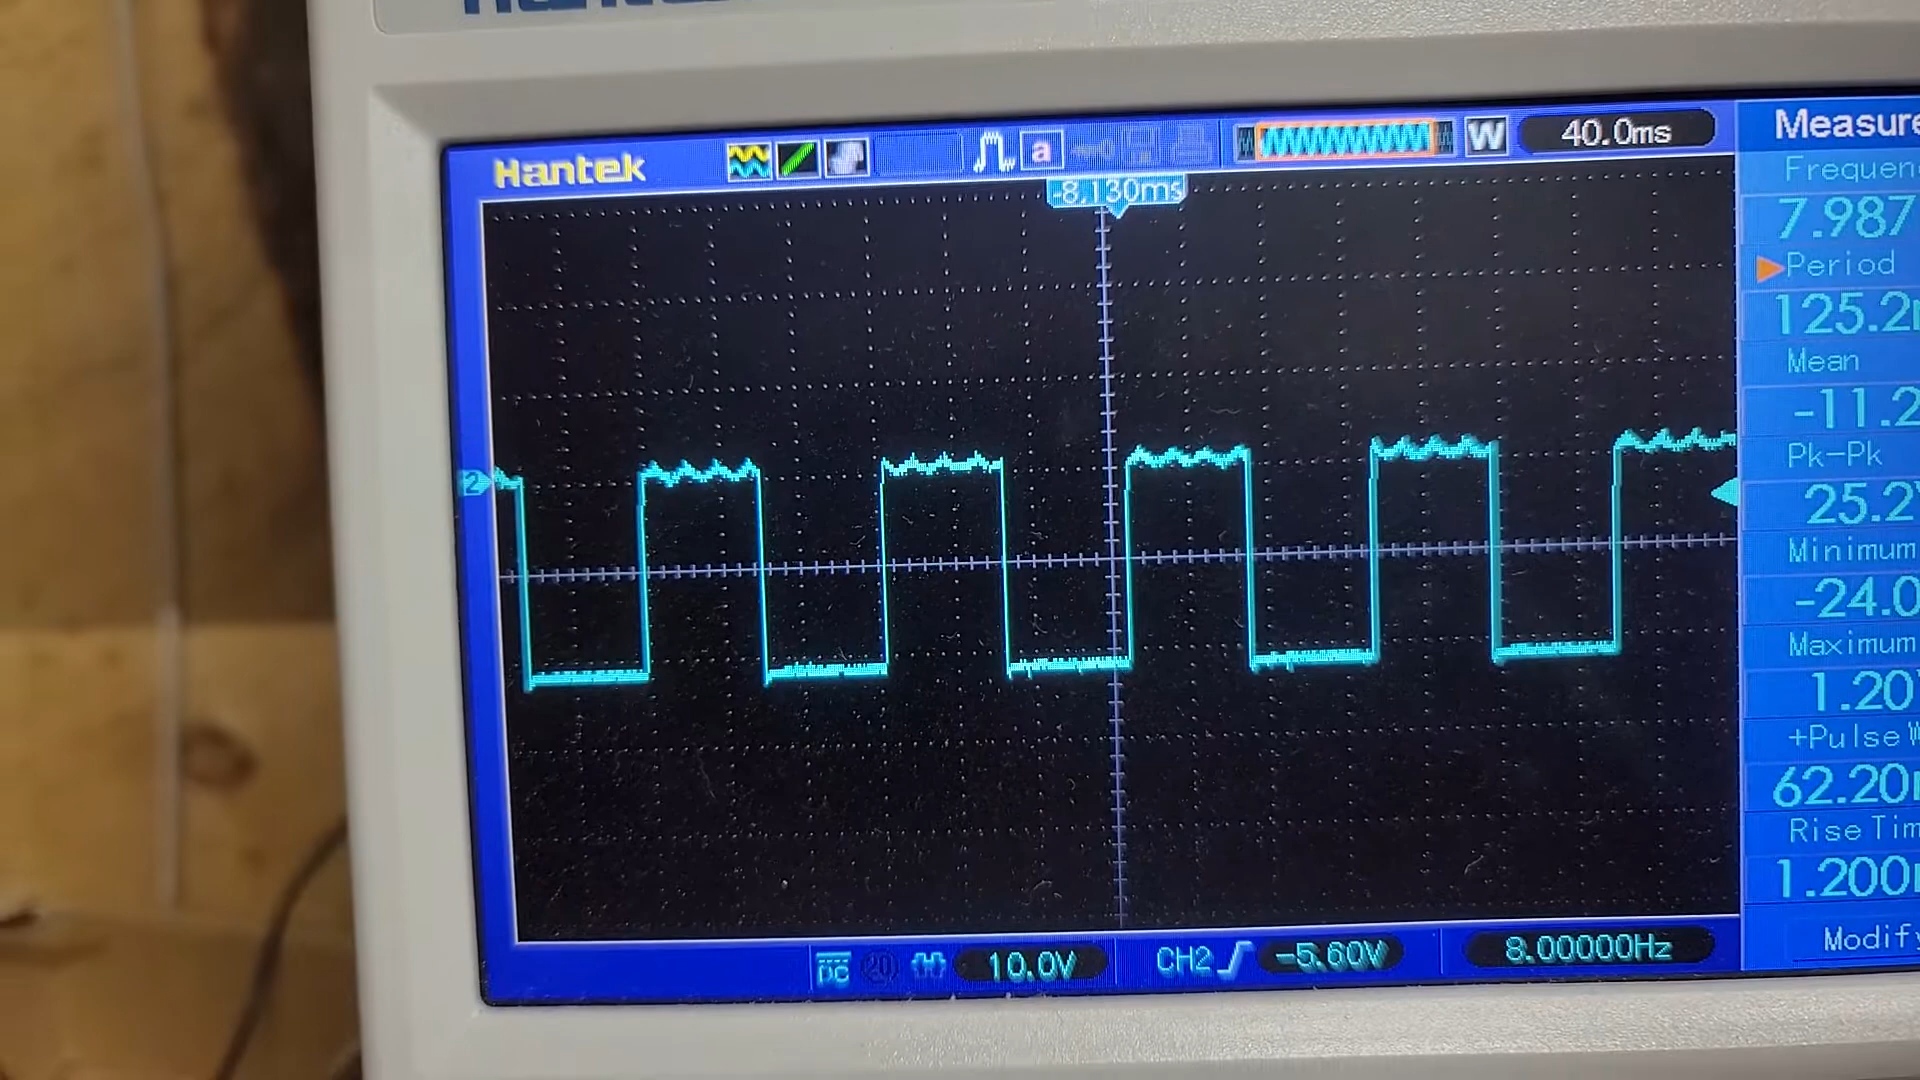 Hantek
a
W
40.0ms
-8.130ms
2
Measure
Frequen
7.987
Period
125.2
Mean
-11.2
Pk-Pk
25.2
Minimum
-24.0
Maximum
1.20
+Pulse
62.20
Rise Tim
1.200
Modify
DC
20
10.0V
CH2
-5.60V
8.00000Hz